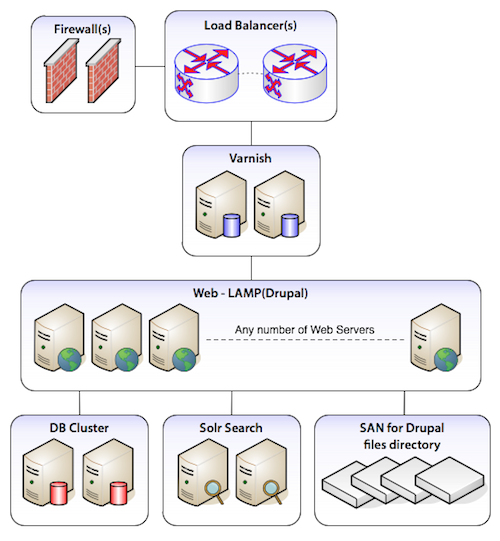 Firewall(s)
Load Balancer(s)
Varnish
Web - LAMP(Drupal)
Any number of Web Servers
DB Cluster
Solr Search
SAN for Drupal
files directory